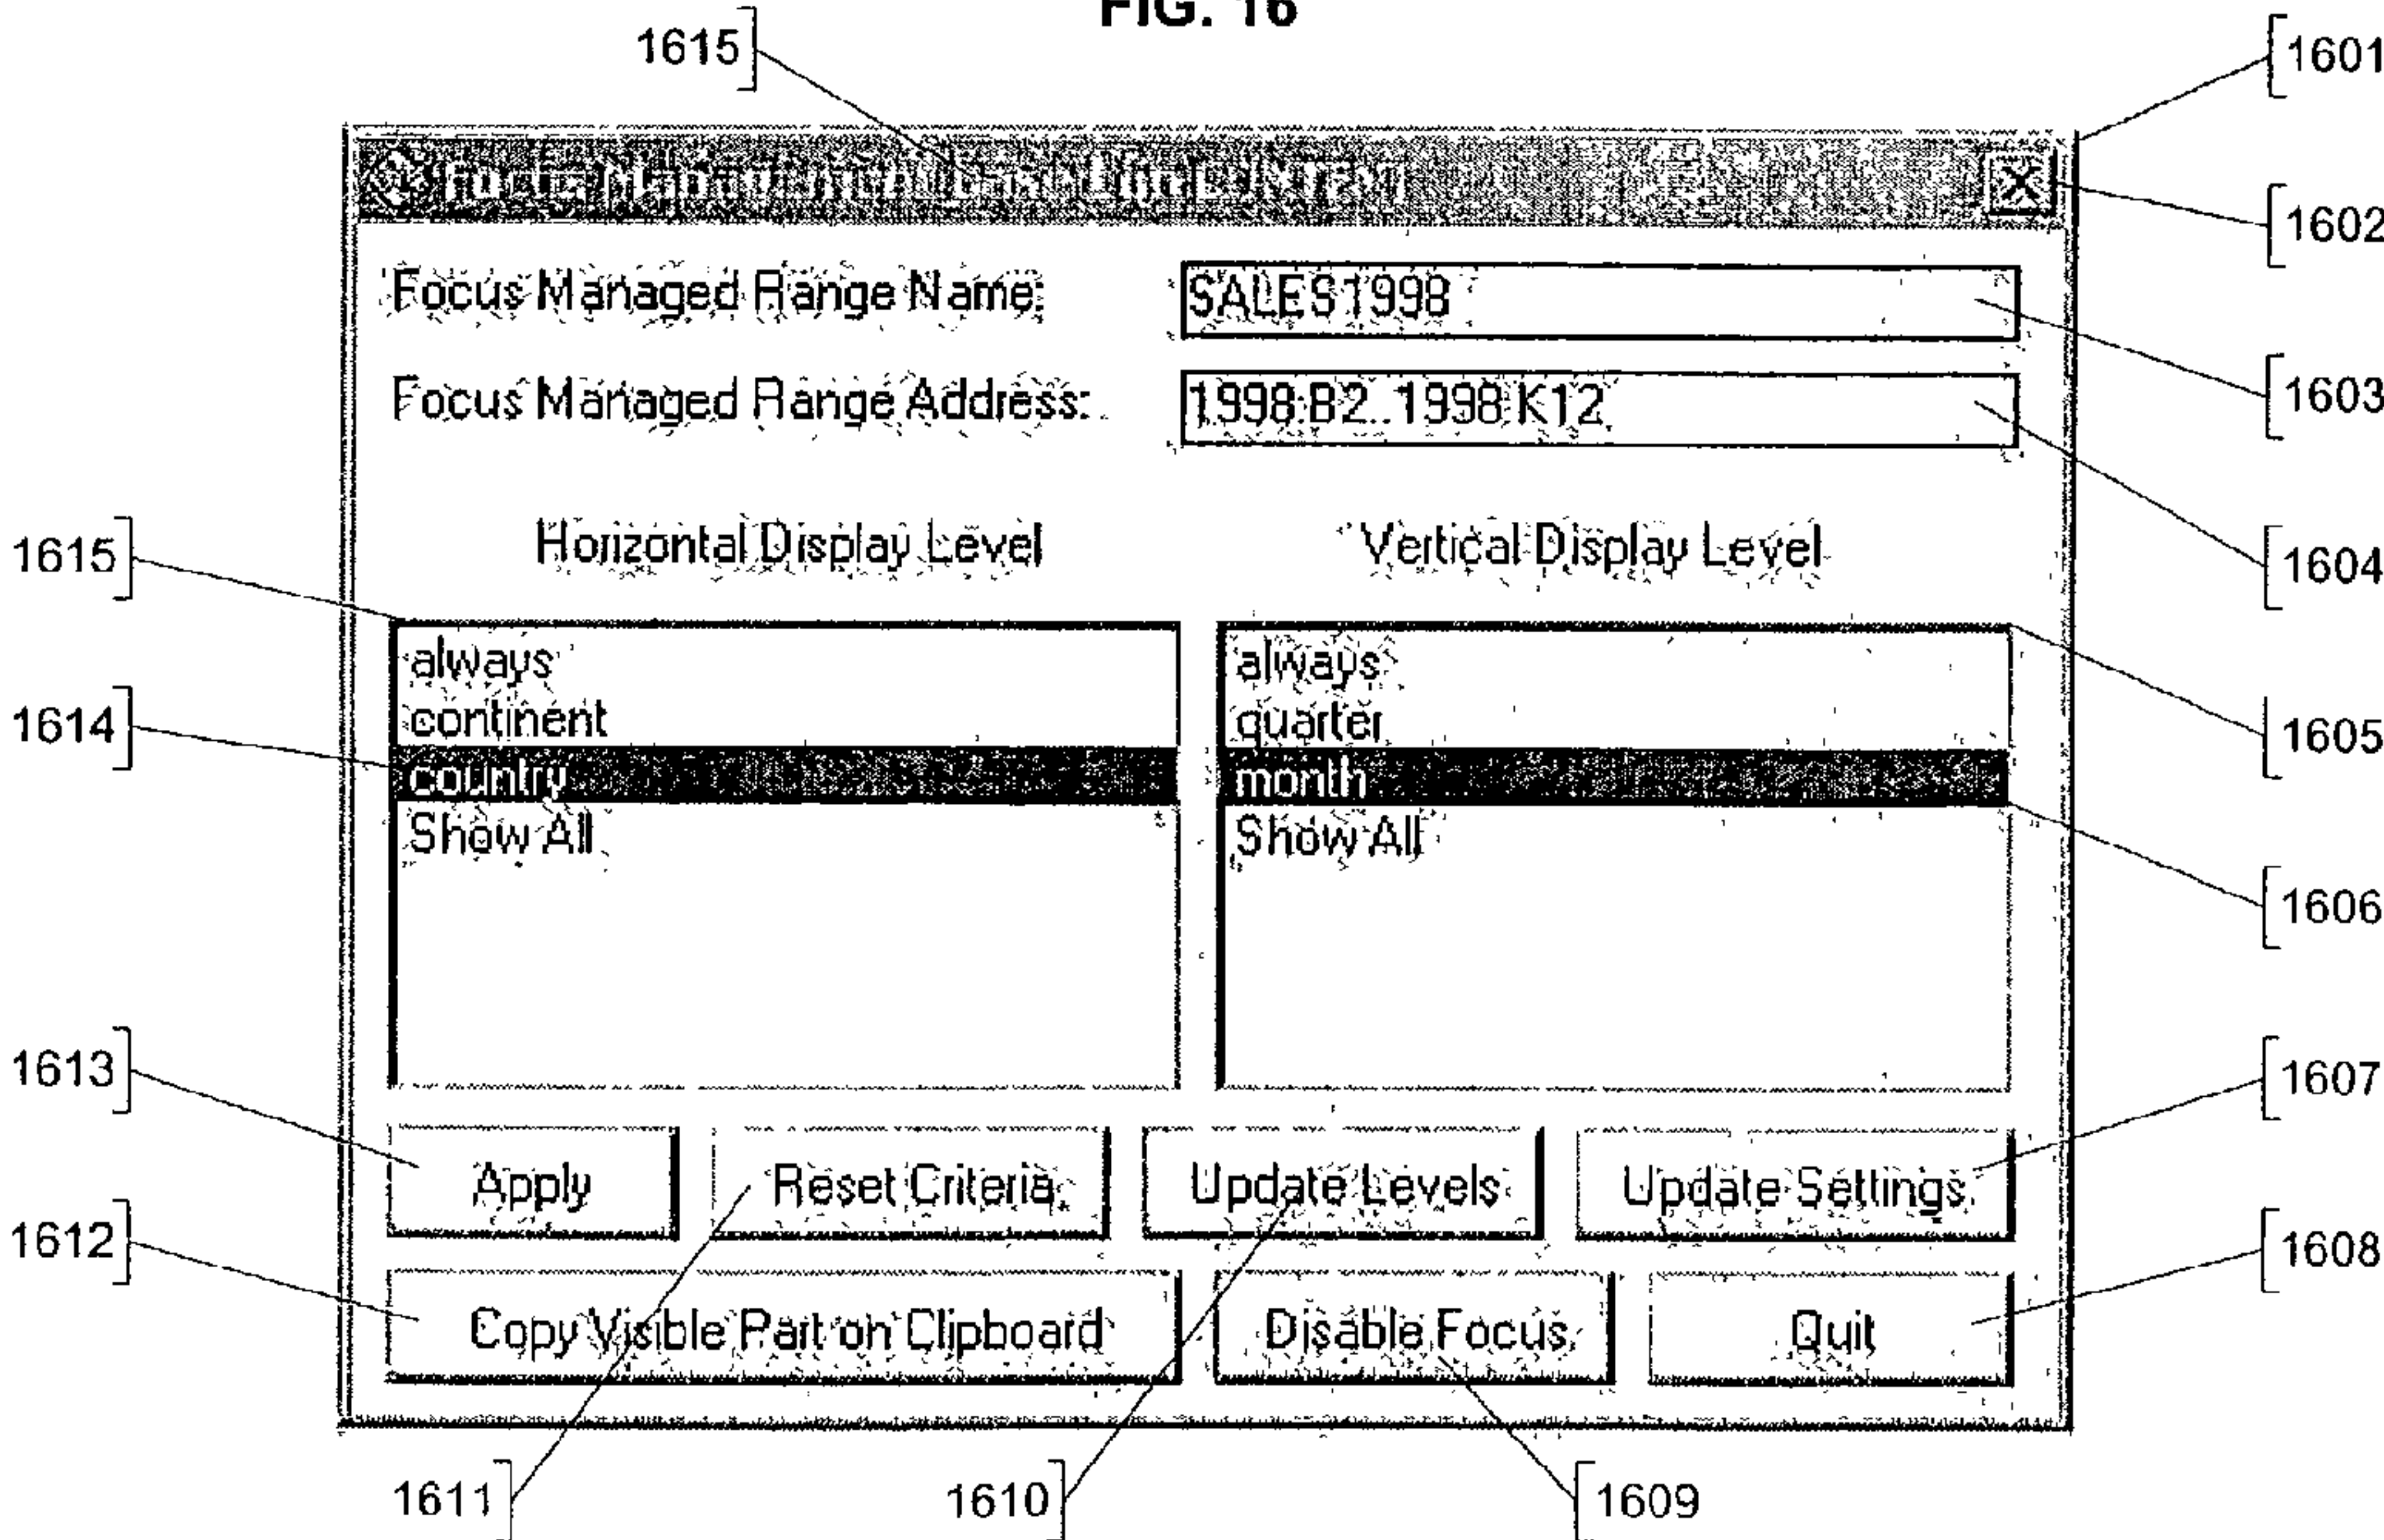 FIG. 16
1615
1601
1602
Focus Managed Range Name:
SALES1998
1603
Focus Managed Range Address:
1998:B2..1998:K12
1604
Horizontal Display Level
Vertical Display Level
1615
always
continent
country
Show All
always
quarter
month
Show All
1614
1605
1606
1613
1607
Apply
Reset Criteria
Update Levels
Update Settings
1612
1608
Copy Visible Part on Clipboard
Disable Focus
Quit
1611
1610
1609